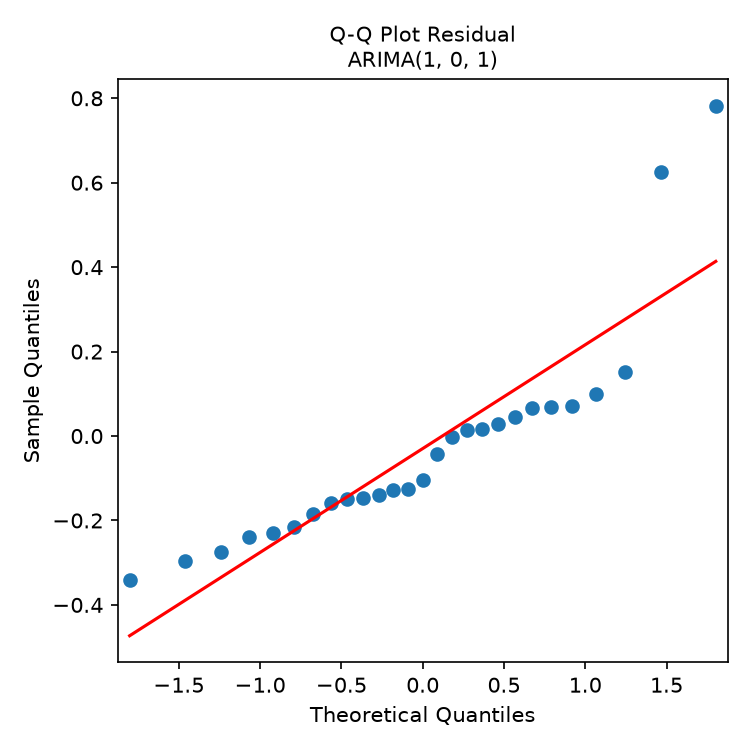 Q-Q Plot Residual
ARIMA(1, 0, 1)
0.8
0.6
0.4
0.2
0.0
−0.2
−0.4
Sample Quantiles
−1.5 −1.0 −0.5 0.0 0.5 1.0 1.5
Theoretical Quantiles